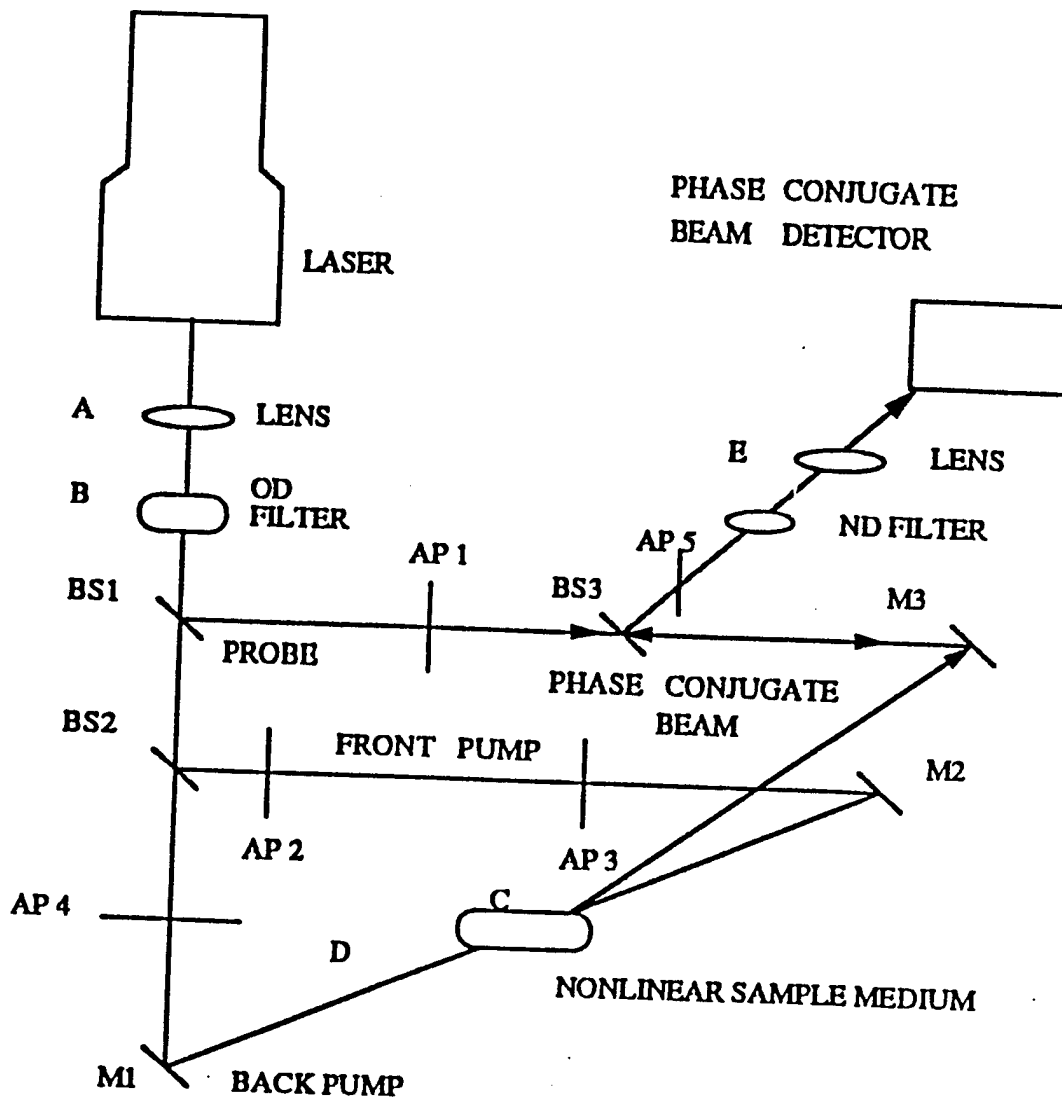 PHASE CONJUGATE
BEAM DETECTOR
LASER
A
LENS
E
LENS
B
OD
FILTER
ND FILTER
AP 1
AP 5
BS1
BS3
M3
PROBE
PHASE CONJUGATE
BEAM
BS2
FRONT PUMP
M2
AP 2
AP 3
AP 4
C
D
NONLINEAR SAMPLE MEDIUM
M1
BACK PUMP